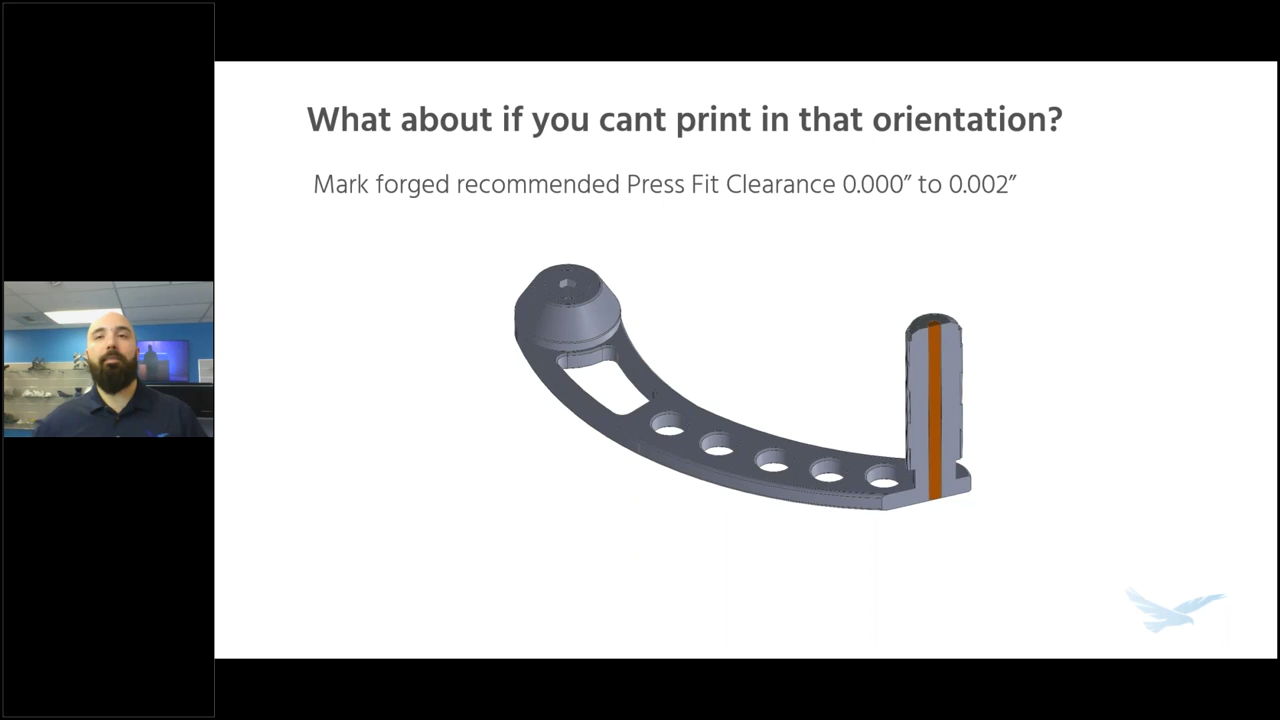 What about if you cant print in that orientation?
Mark forged recommended Press Fit Clearance 0.000” to 0.002”